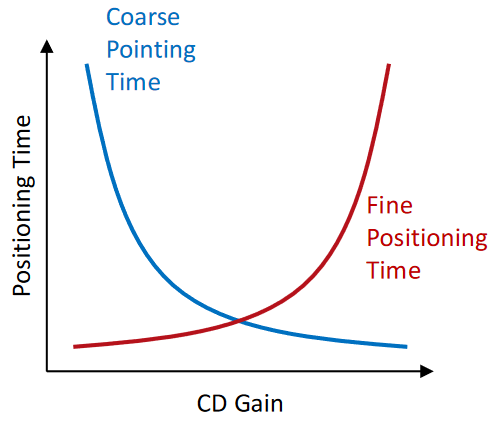 Coarse
Pointing
Time
Positioning Time
Fine
Positioning
Time
CD Gain